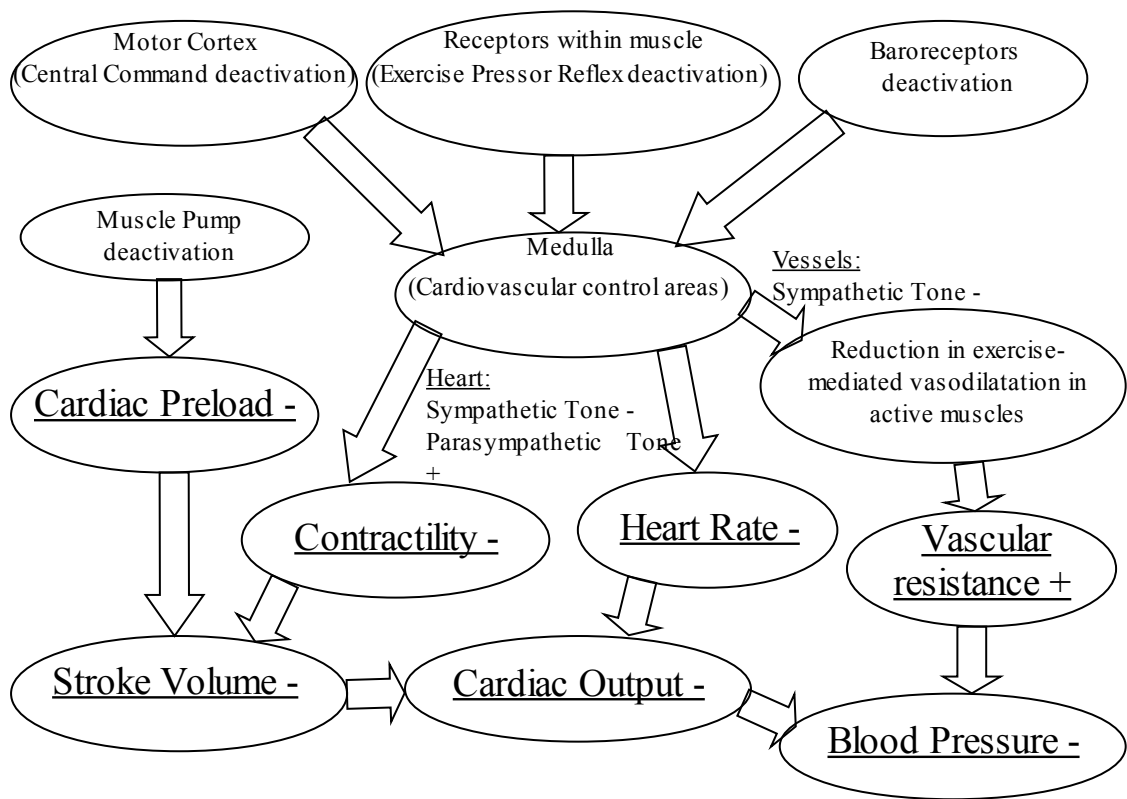 Motor Cortex
(Central Command deactivation)
Receptors within muscle
(Exercise Pressor Reflex deactivation)
Baroreceptors
deactivation
Muscle Pump
deactivation
Medulla
(Cardiovascular control areas)
Vessels:
Sympathetic Tone -
Reduction in exercise-
mediated vasodilatation in
active muscles
Cardiac Preload -
Heart:
Sympathetic Tone -
Parasympathetic Tone
+
Contractility -
Heart Rate -
Vascular
resistance +
Stroke Volume -
Cardiac Output -
Blood Pressure -